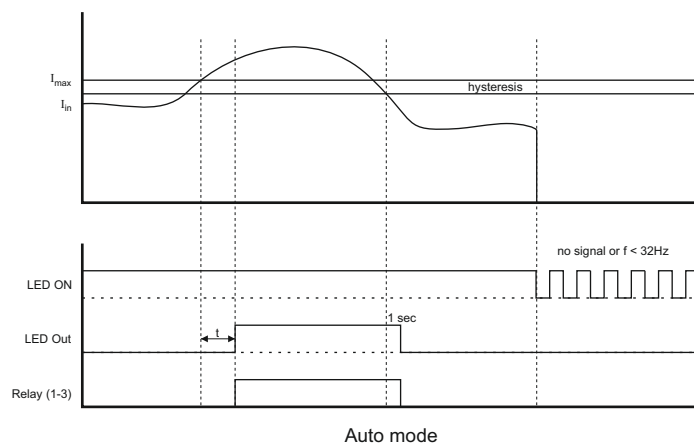 Imax
hysteresis
Iin
no signal or f < 32Hz
LED ON
1 sec
LED Out
t
Relay (1-3)
Auto mode